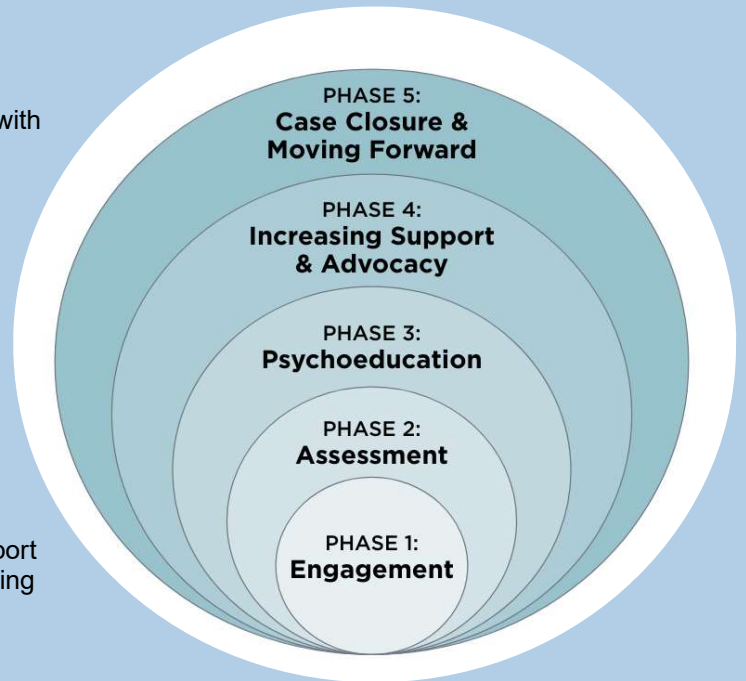 with
PHASE 5:
Case Closure &
Moving Forward
PHASE 4:
Increasing Support
& Advocacy
PHASE 3:
Psychoeducation
PHASE 2:
Assessment
PHASE 1:
Engagement
port
ing